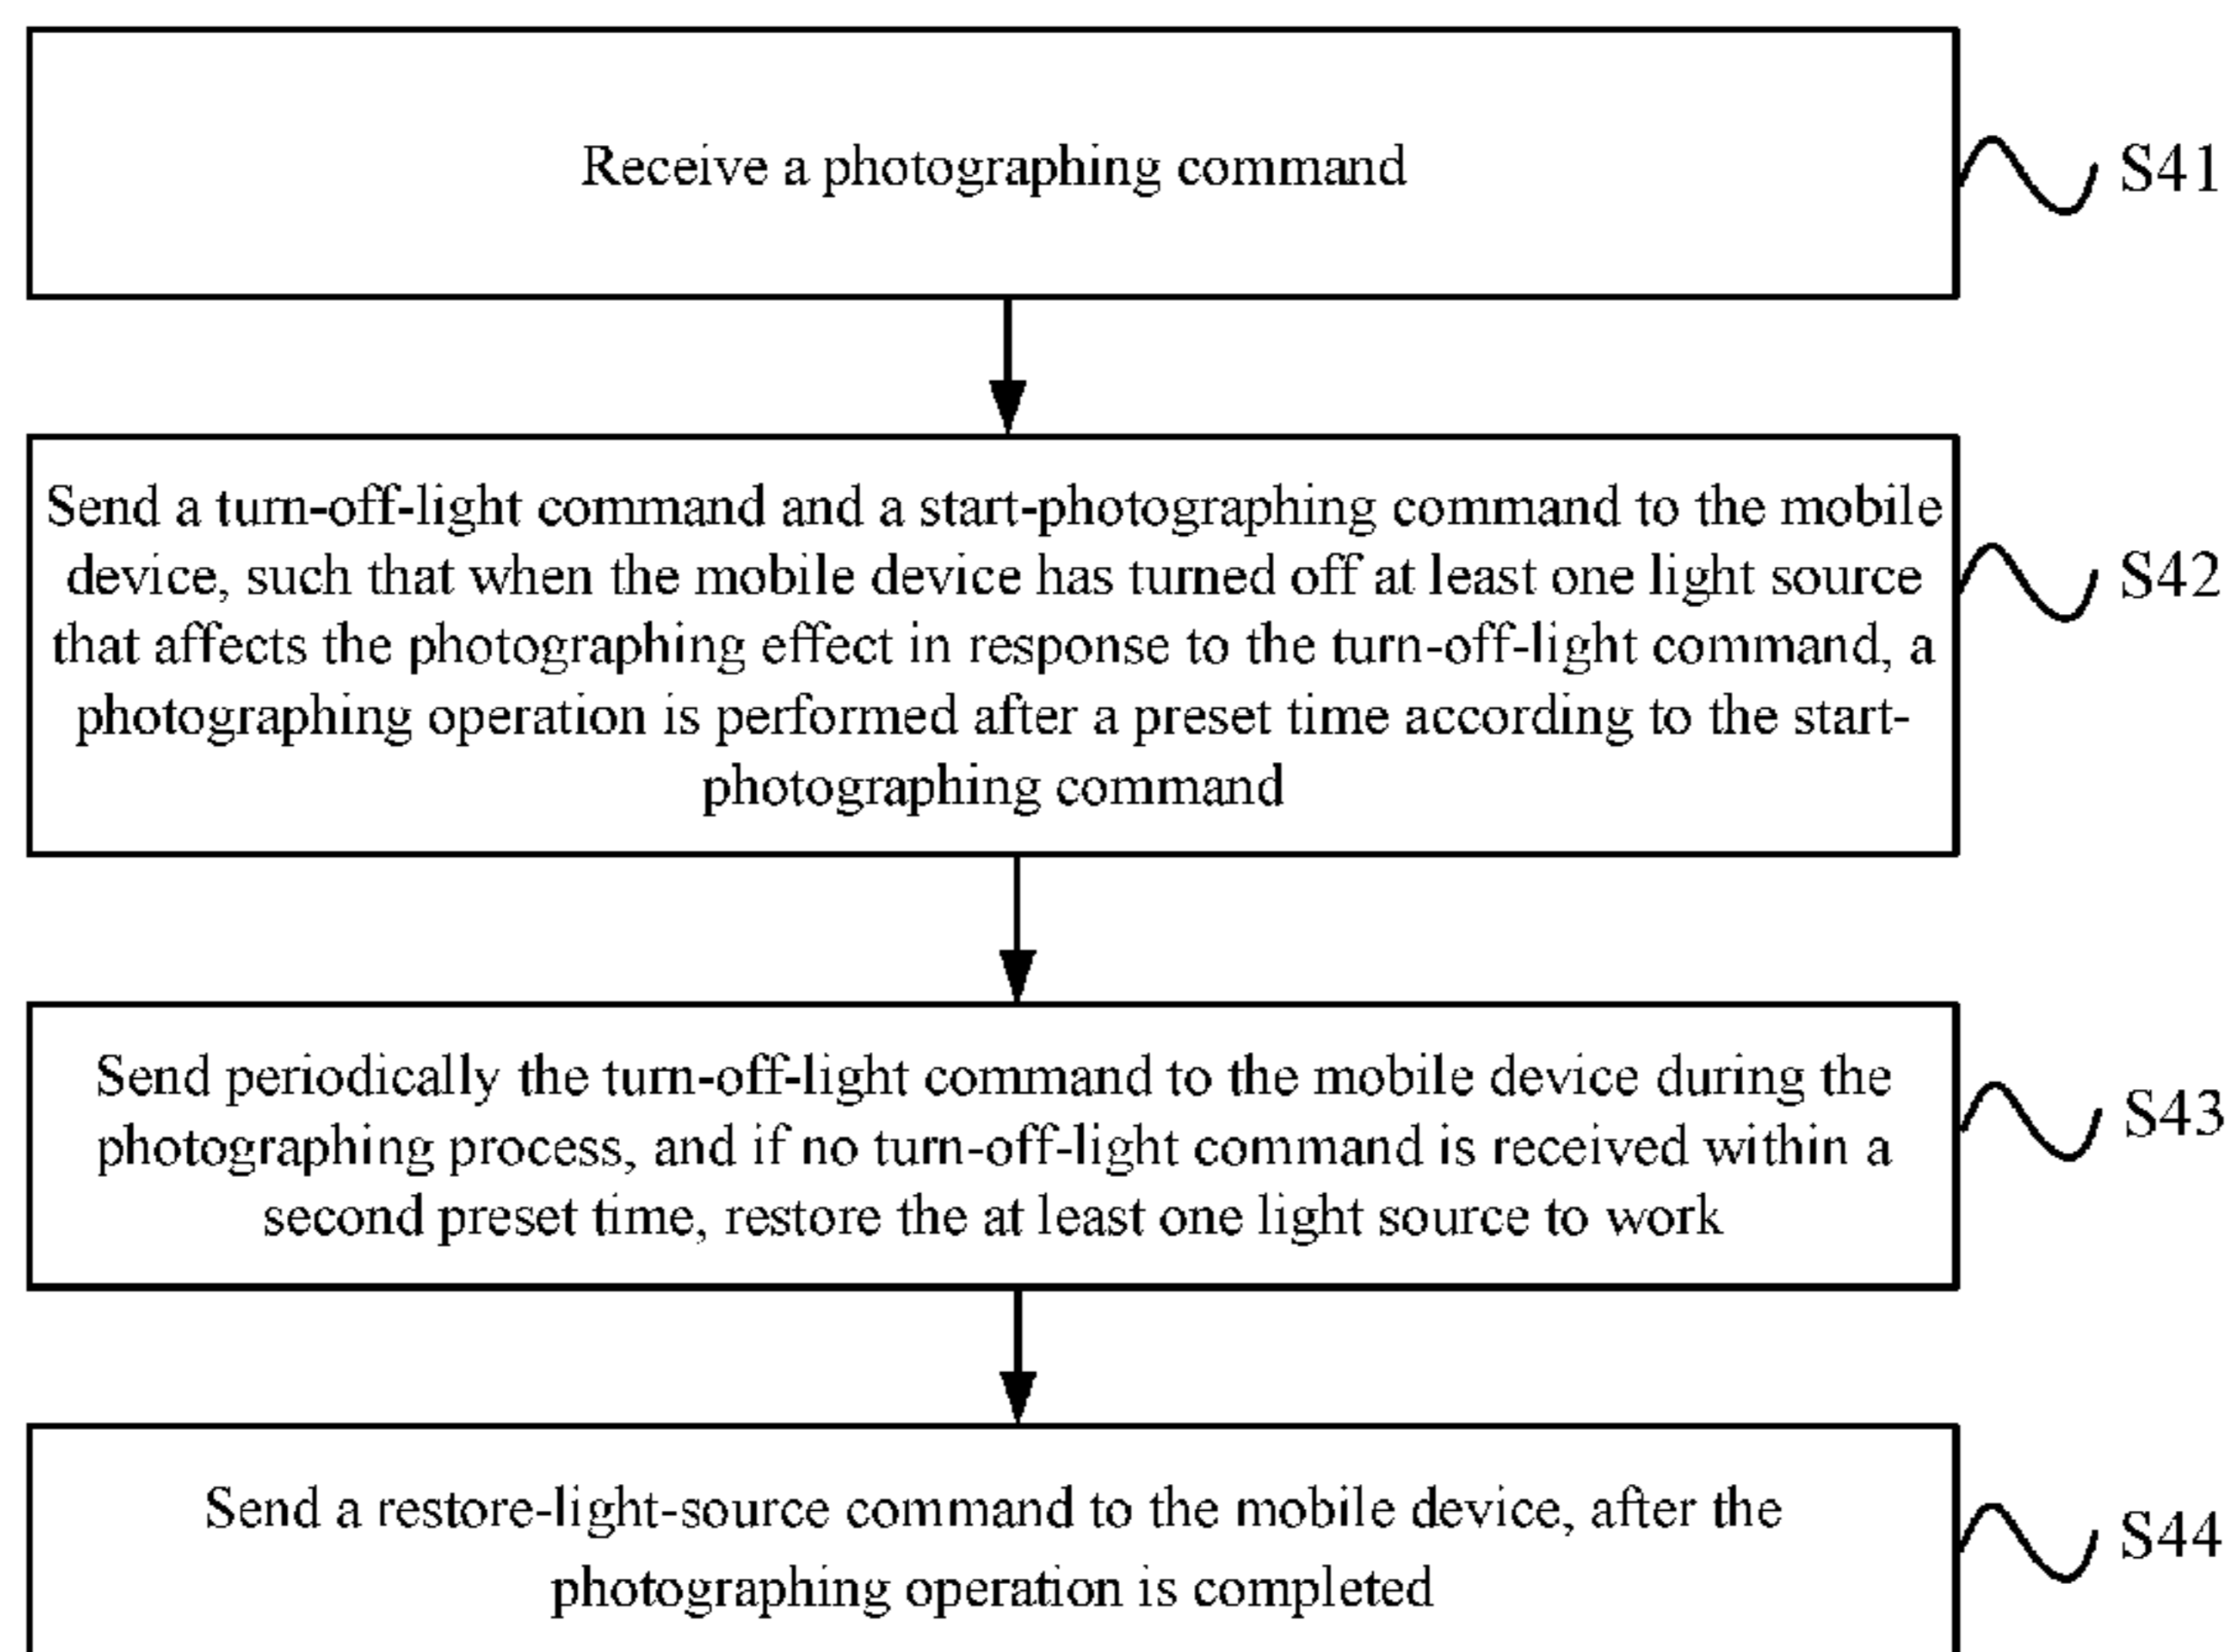 Receive a photographing command
S41
Send a turn-off-light command and a start-photographing command to the mobile
device, such that when the mobile device has turned off at least one light source
that affects the photographing effect in response to the turn-off-light command, a
photographing operation is performed after a preset time according to the start-
photographing command
S42
Send periodically the turn-off-light command to the mobile device during the
photographing process, and if no turn-off-light command is received within a
second preset time, restore the at least one light source to work
S43
Send a restore-light-source command to the mobile device, after the
photographing operation is completed
S44